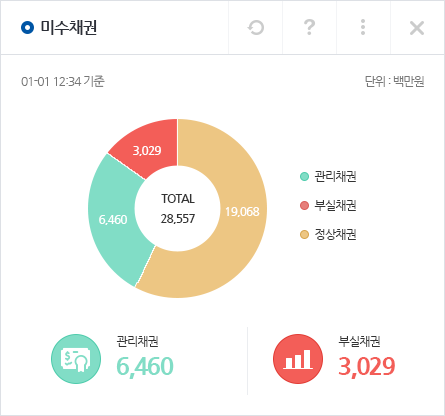 미수채권
?
01-01 12:34 기준
단위 : 백만원
3,029
6,460
19,068
TOTAL
28,557
관리채권
부실채권
정상채권
$
관리채권
6,460
부실채권
3,029